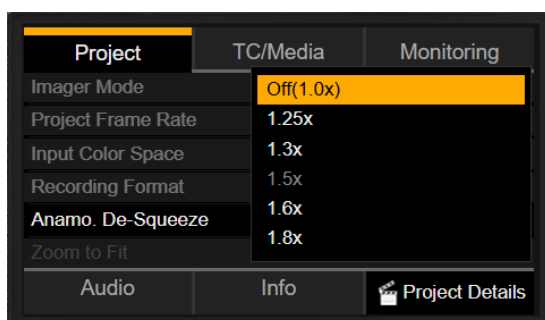 Project TC/Media Monitoring
Imager Mode
Off(1.0x)
Project Frame Rate
1.25x
Input Color Space
1.3x
Recording Format
1.5x
Anamo. De-Squeeze
1.6x
Zoom to Fit
1.8x
Audio Info Project Details